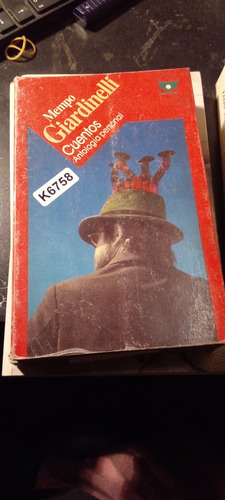 Mempo
Giardinelli
Cuentos
Antología personal
K6758